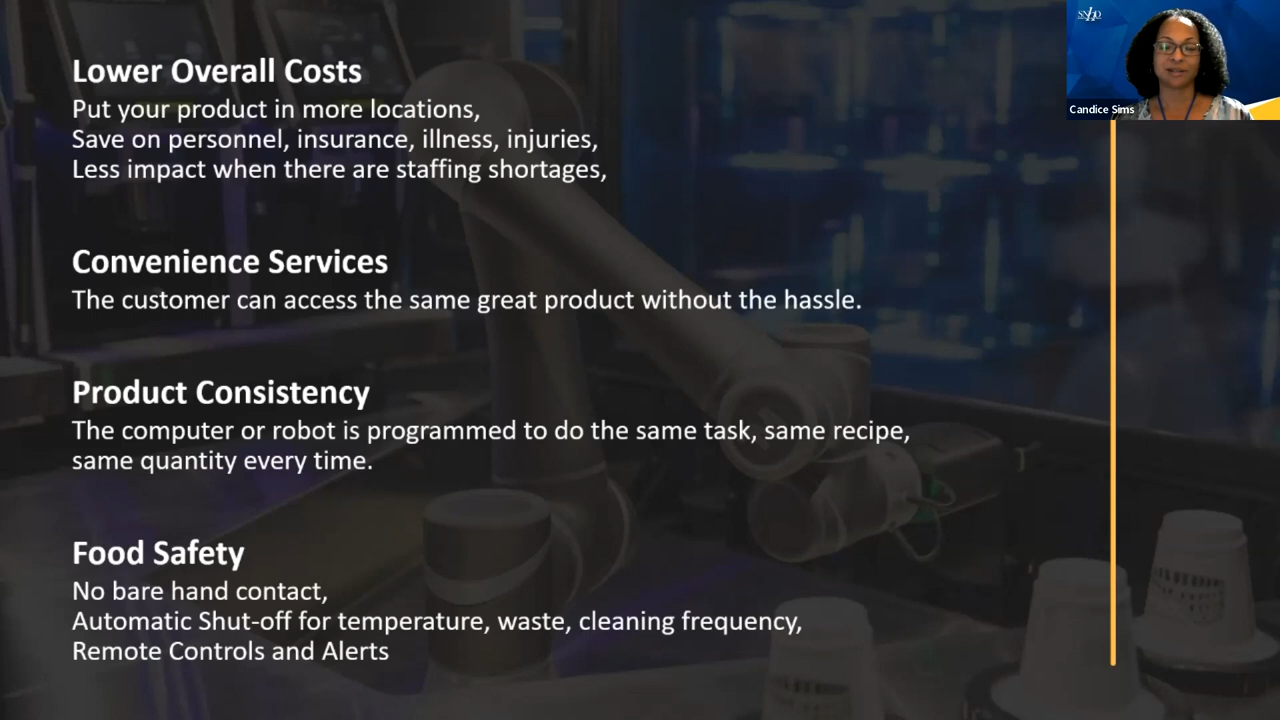 Lower Overall Costs
Put your product in more locations,
Save on personnel, insurance, illness, injuries,
Less impact when there are staffing shortages,
Convenience Services
The customer can access the same great product without the hassle.
Product Consistency
The computer or robot is programmed to do the same task, same recipe,
same quantity every time.
Food Safety
No bare hand contact,
Automatic Shut-off for temperature, waste, cleaning frequency,
Remote Controls and Alerts
Candice Sims